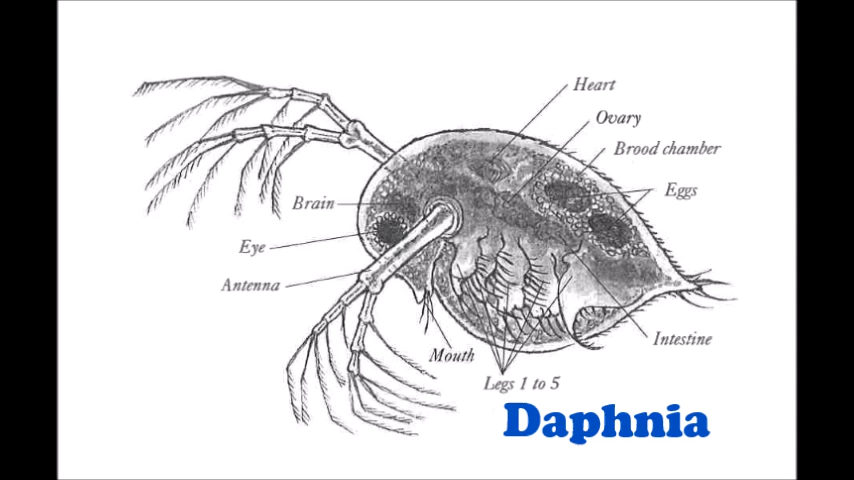 Heart
Ovary
Brood chamber
Eggs
Brain
Eye
Antenna
Mouth
Intestine
Legs 1 to 5
Daphnia